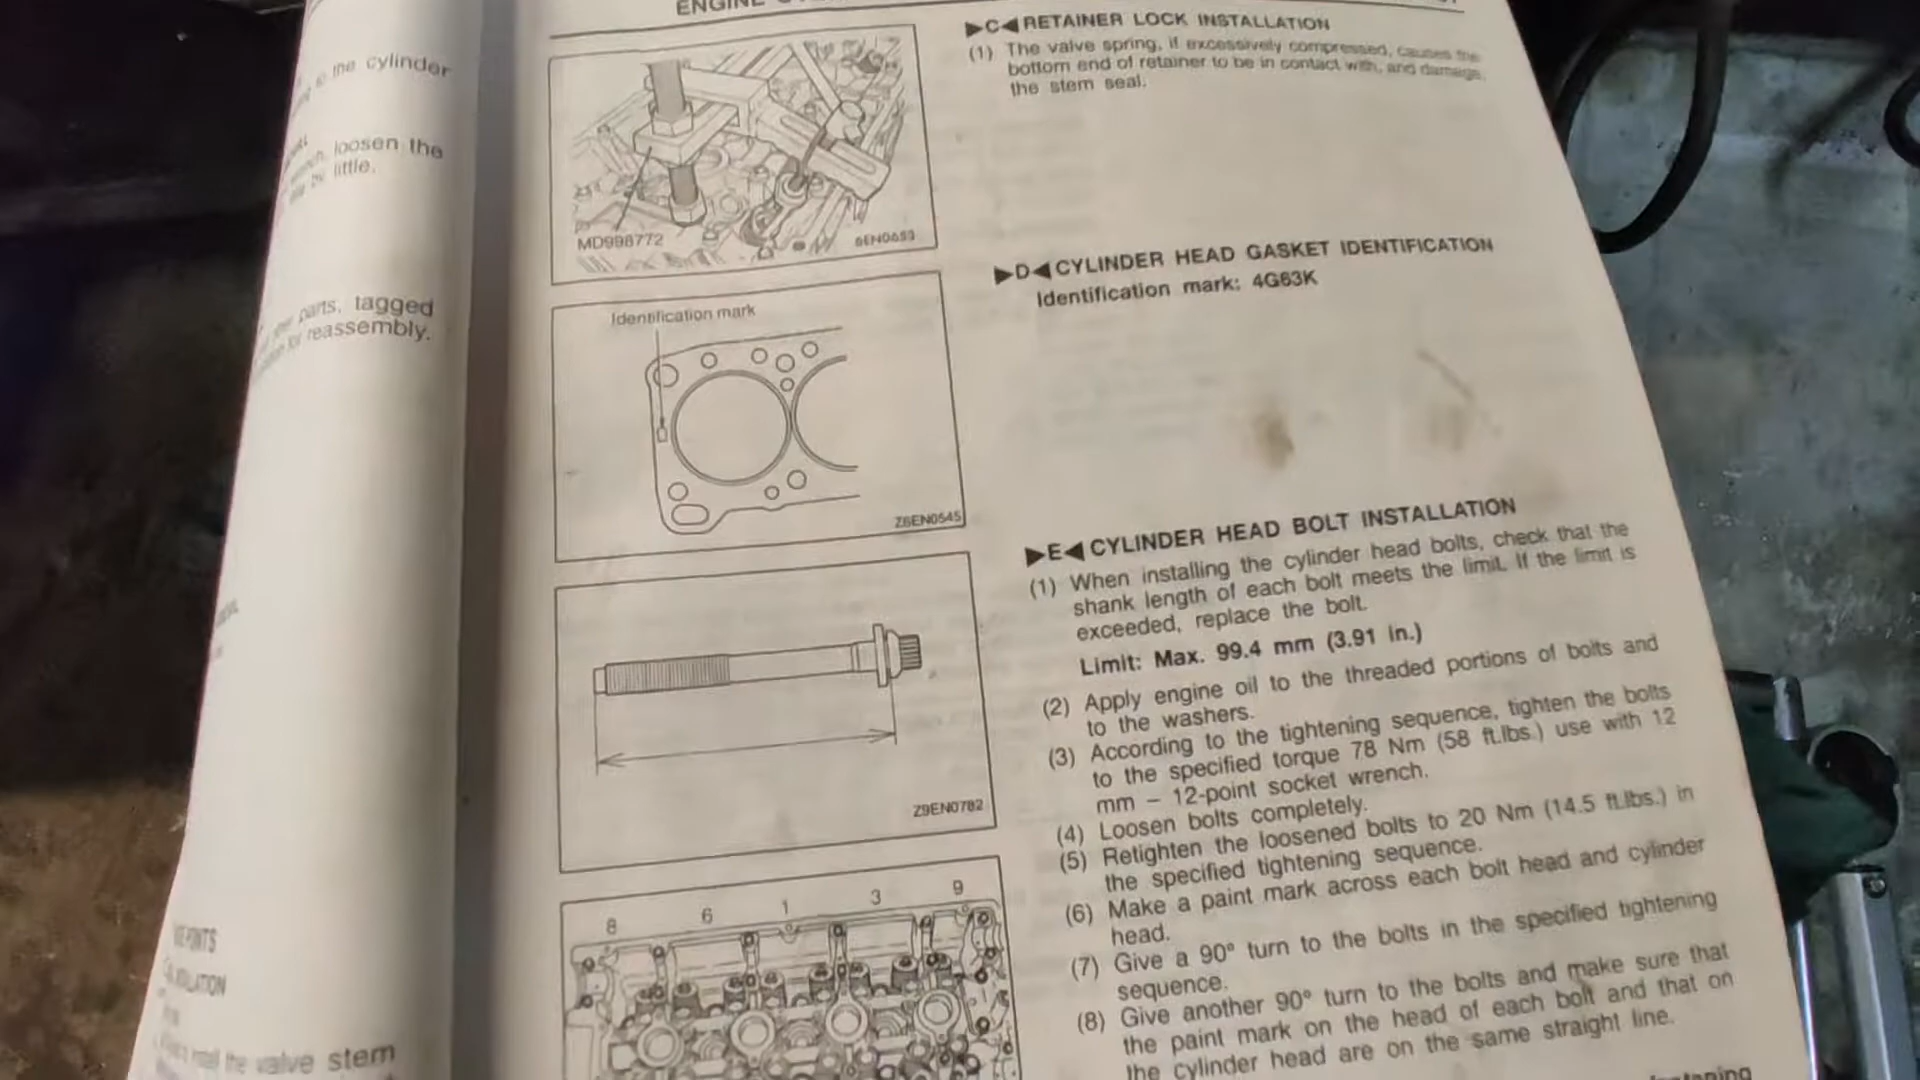 the cylinder
loosen the
little.
parts, tagged
for reassembly.
valve stem
ENGINE
MD998772
6EN0653
Identification mark
Z6EN0545
Z9EN0782
8 6 1 3 9
▶C◀ RETAINER LOCK INSTALLATION
(1) The valve spring, if excessively compressed, causes the
bottom end of retainer to be in contact with, and damage,
the stem seal.
▶D◀ CYLINDER HEAD GASKET IDENTIFICATION
Identification mark: 4G63K
▶E◀ CYLINDER HEAD BOLT INSTALLATION
(1) When installing the cylinder head bolts, check that the
shank length of each bolt meets the limit. If the limit is
exceeded, replace the bolt.
Limit: Max. 99.4 mm (3.91 in.)
(2) Apply engine oil to the threaded portions of bolts and
to the washers.
(3) According to the tightening sequence, tighten the bolts
to the specified torque 78 Nm (58 ft.lbs.) use with 12
mm – 12-point socket wrench.
(4) Loosen bolts completely.
(5) Retighten the loosened bolts to 20 Nm (14.5 ft.lbs.) in
the specified tightening sequence.
(6) Make a paint mark across each bolt head and cylinder
head.
(7) Give a 90° turn to the bolts in the specified tightening
sequence.
(8) Give another 90° turn to the bolts and make sure that
the paint mark on the head of each bolt and that on
the cylinder head are on the same straight line.